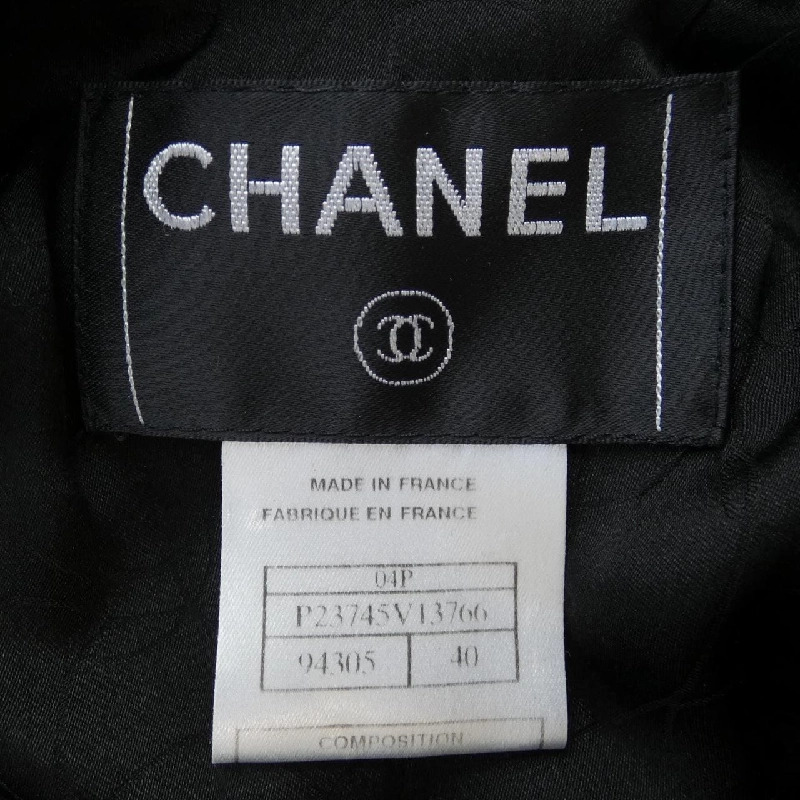 CHANEL
MADE IN FRANCE
FABRIQUE EN FRANCE
04P
P23745V13766
94305 40
COMPOSITION